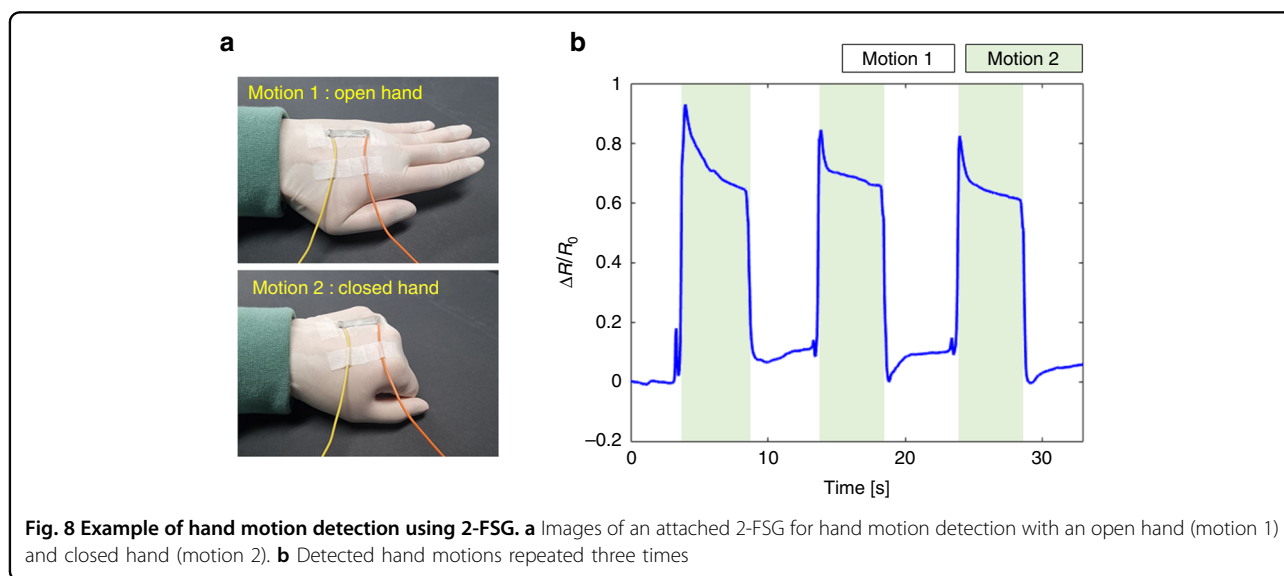 a
Motion 1 : open hand
Motion 2 : closed hand
b
Motion 1
Motion 2
1
0.8
0.6
0.4
0.2
0
−0.2
ΔR/R0
0
10
20
30
Time [s]
Fig. 8 Example of hand motion detection using 2-FSG. a Images of an attached 2-FSG for hand motion detection with an open hand (motion 1)
and closed hand (motion 2). b Detected hand motions repeated three times